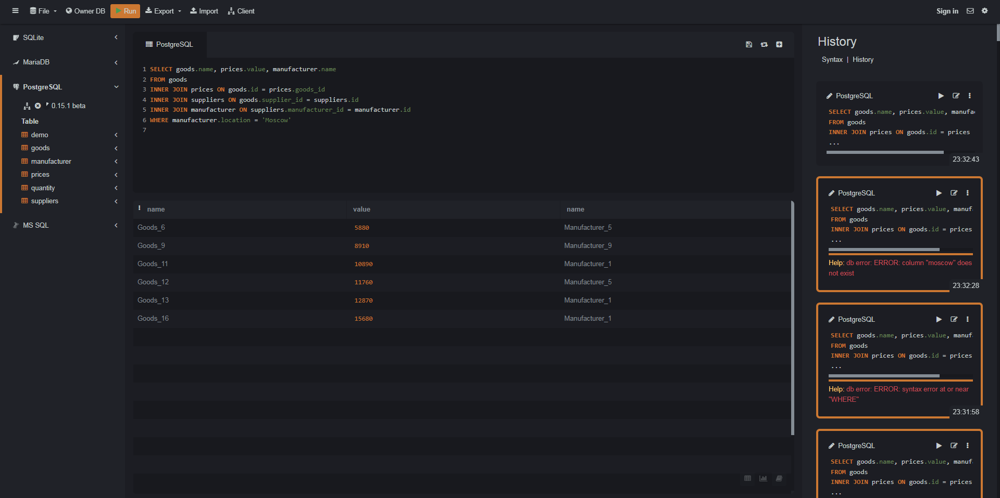 File
Owner DB
Run
Export
Import
Client
Sign in
SQLite
MariaDB
PostgreSQL
0.15.1 beta
Table
demo
goods
manufacturer
prices
quantity
suppliers
MS SQL
PostgreSQL
1 SELECT goods.name, prices.value, manufacturer.name
2 FROM goods
3 INNER JOIN prices ON goods.id = prices.goods_id
4 INNER JOIN suppliers ON goods.supplier_id = suppliers.id
5 INNER JOIN manufacturer ON suppliers.manufacturer_id = manufacturer.id
6 WHERE manufacturer.location = 'Moscow'
7
name value name
Goods_6 5880 Manufacturer_5
Goods_9 8910 Manufacturer_9
Goods_11 10890 Manufacturer_1
Goods_12 11760 Manufacturer_5
Goods_13 12870 Manufacturer_1
Goods_16 15680 Manufacturer_1
History
Syntax | History
PostgreSQL
SELECT goods.name, prices.value, manufa
FROM goods
INNER JOIN prices ON goods.id = prices
...
23:32:43
PostgreSQL
SELECT goods.name, prices.value, manuf
FROM goods
INNER JOIN prices ON goods.id = prices
...
Help: db error: ERROR: column "moscow" does
not exist
23:32:28
PostgreSQL
SELECT goods.name, prices.value, manuf
FROM goods
INNER JOIN prices ON goods.id = prices
...
Help: db error: ERROR: syntax error at or near
"WHERE"
23:31:58
PostgreSQL
SELECT goods.name, prices.value, manuf
FROM goods
INNER JOIN prices ON goods.id = prices
...